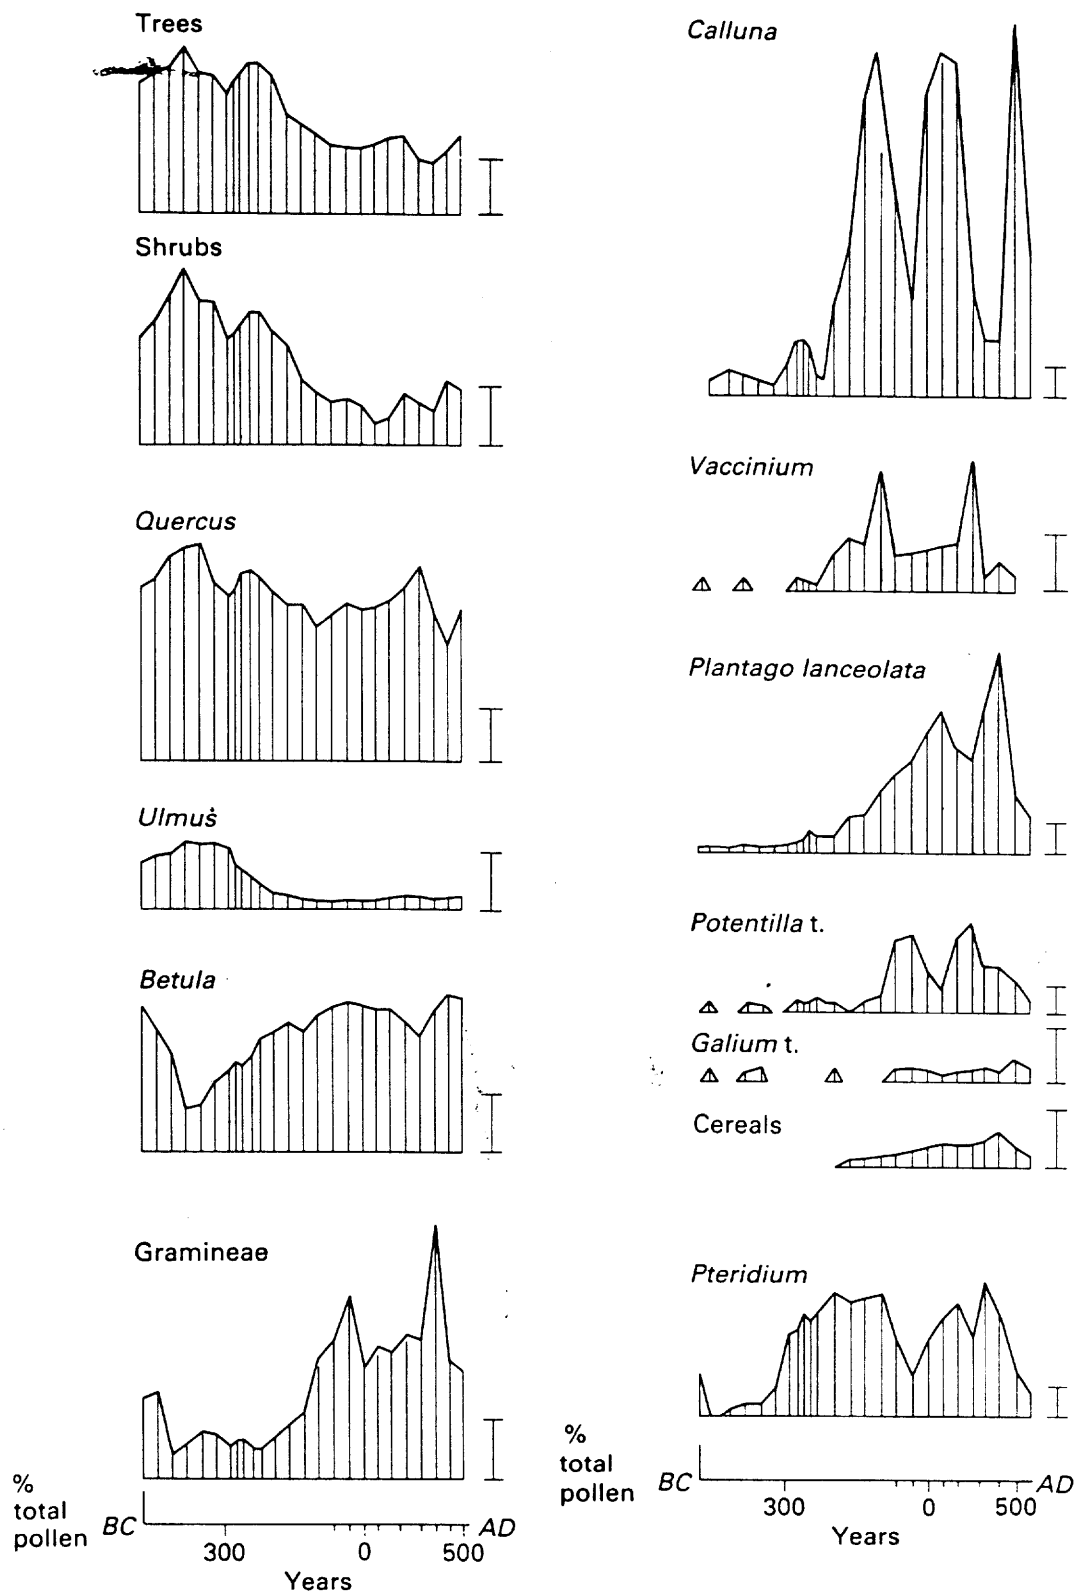 Trees
Shrubs
Quercus
Ulmus
Betula
Gramineae
% total pollen
BC
AD
300
0
500
Years
Calluna
Vaccinium
Plantago lanceolata
Potentilla t.
Galium t.
Cereals
Pteridium
% total pollen
BC
AD
300
0
500
Years